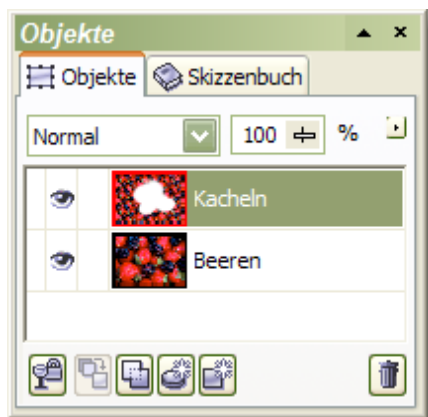 Objekte
Objekte Skizzenbuch
Normal 100 %
Kacheln
Beeren